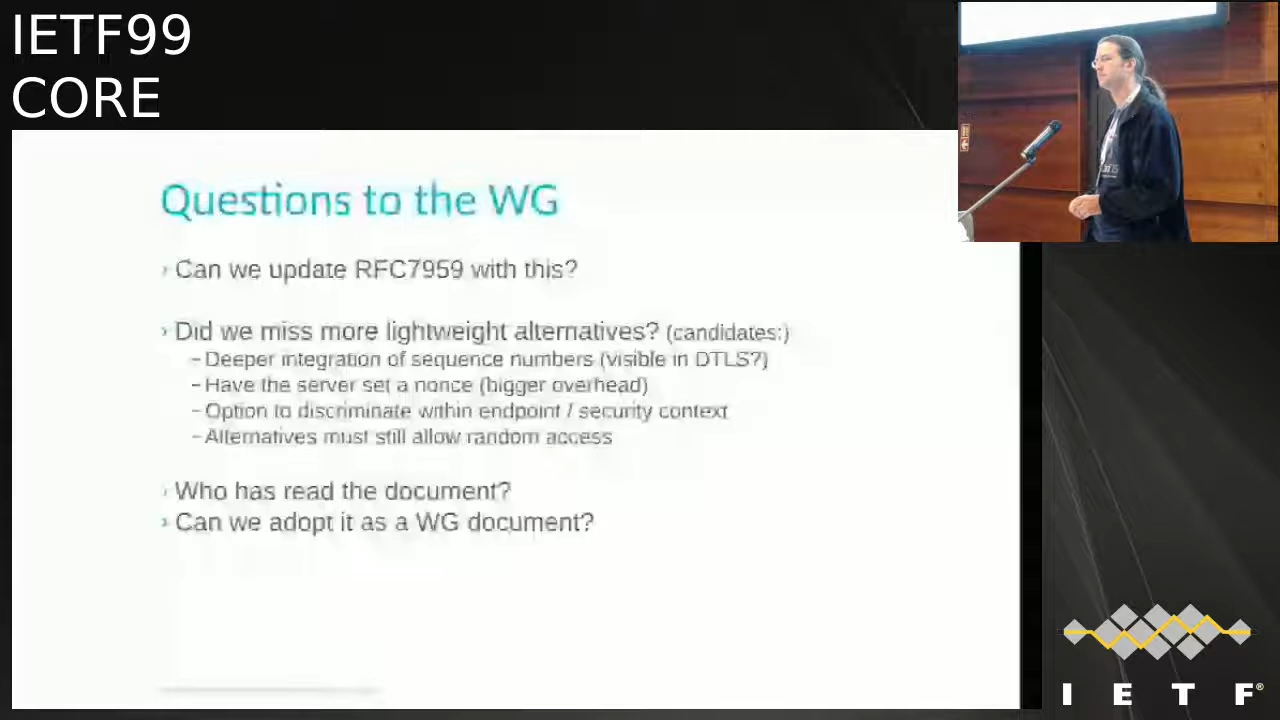 IETF99
CORE
Questions to the WG
› Can we update RFC7959 with this?
› Did we miss more lightweight alternatives? (candidates:)
– Deeper integration of sequence numbers (visible in DTLS?)
– Have the server set a nonce (bigger overhead)
– Option to discriminate within endpoint / security context
– Alternatives must still allow random access
› Who has read the document?
› Can we adopt it as a WG document?
I E T F®